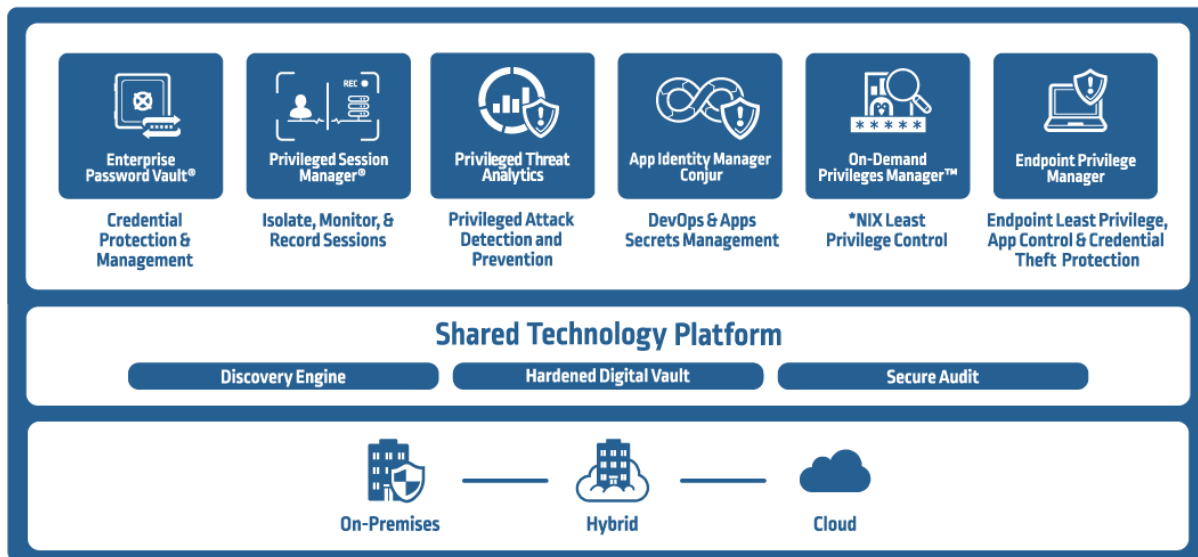 REC
Enterprise
Password Vault®
Privileged Session
Manager®
Privileged Threat
Analytics
App Identity Manager
Conjur
*****
On-Demand
Privileges Manager™
Endpoint Privilege
Manager
Credential
Protection &
Management
Isolate, Monitor, &
Record Sessions
Privileged Attack
Detection and
Prevention
DevOps & Apps
Secrets Management
*NIX Least
Privilege Control
Endpoint Least Privilege,
App Control & Credential
Theft Protection
Shared Technology Platform
Discovery Engine
Hardened Digital Vault
Secure Audit
On-Premises
Hybrid
Cloud